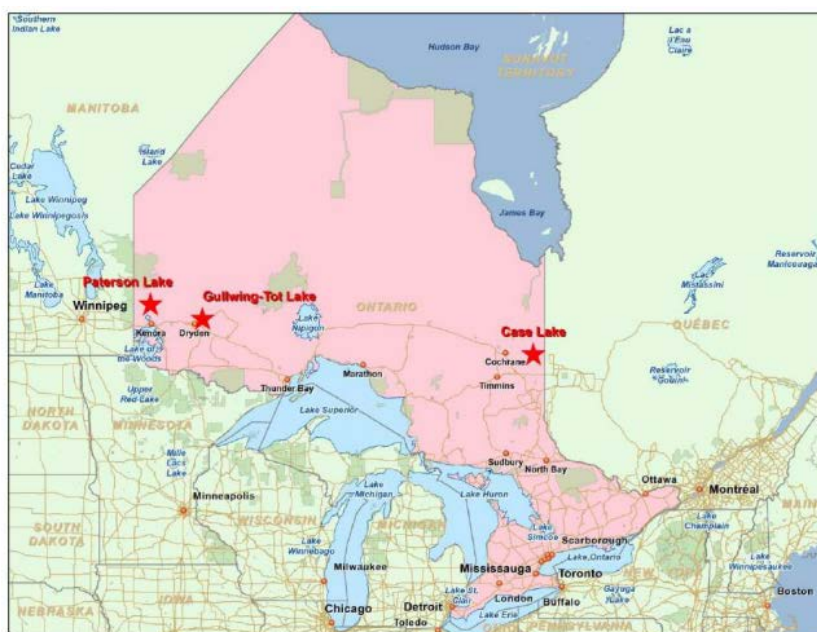 Southern
Indian Lake
Hudson Bay
Lac a
l'Eau
Claire
NUNAVUT
TERRITORY
MANITOBA
Island
Lake
Cedar
Lake
Lake Winnipeg
Lake Winnipegosis
James Bay
Lac
Mistassini
Reservoir
Manicouaga
Lake
Manitoba
Paterson Lake
Winnipeg
Gullwing-Tot Lake
ONTARIO
Lake
Nipigon
Case Lake
QUÉBEC
Kenora
Dryden
Lake of
the Woods
Cochrane
Timmins
Reservoir
Gouin
Upper
Red Lake
Thunder Bay
Marathon
NORTH
DAKOTA
MINNESOTA
Lake Superior
Mille
Lacs
Lake
Sudbury
North Bay
Ottawa
Montréal
Minneapolis
Lake
Michigan
Lake Huron
SOUTH
DAKOTA
WISCONSIN
MICHIGAN
Lake
Simcoe
Lake
Champlain
MAIN
Lake
Winnebago
Scarborough
Lake Ontario
Lake
Winnipesaukee
Milwaukee
Mississauga
Toronto
NEW
IOWA
Lake St.
Clair
London
Buffalo
Cayuga
Lake
Boston
NEBRASKA
Chicago
Detroit
Toledo
Lake Erie
PENNSYLVANIA